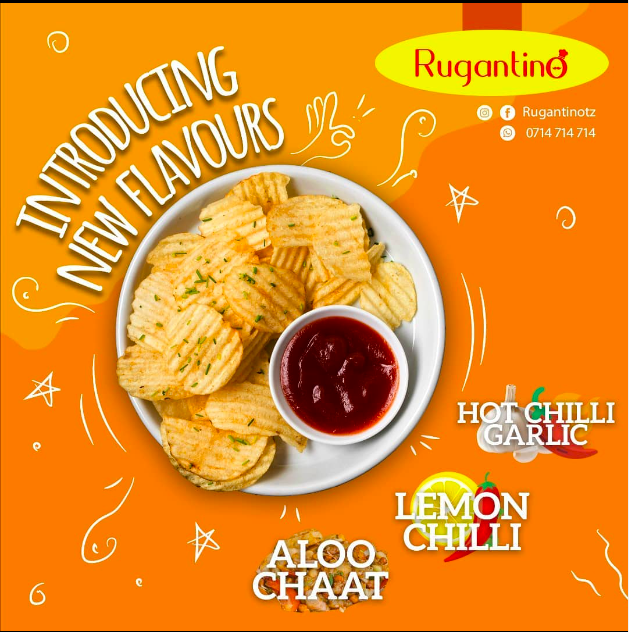 INTRODUCING
NEW FLAVOURS
Rugantino
Rugantinotz
0714 714 714
HOT CHILLI
GARLIC
LEMON
CHILLI
ALOO
CHAAT